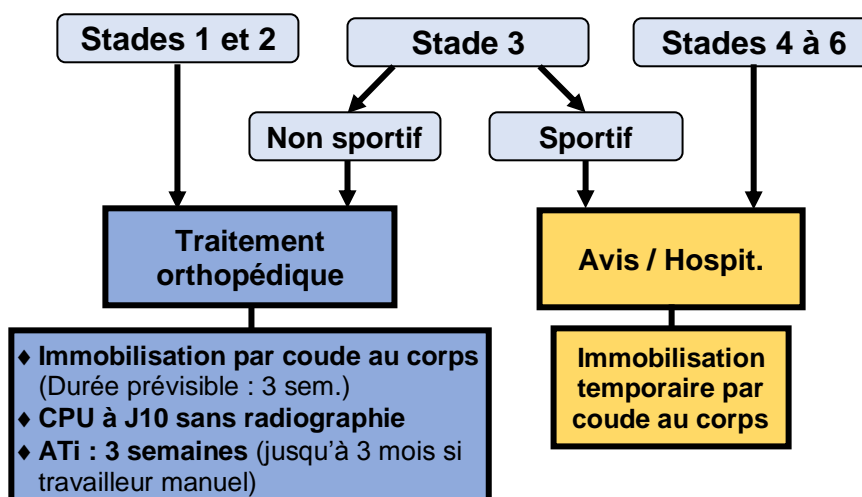 Stades 1 et 2
Stade 3
Stades 4 à 6
Non sportif
Sportif
Traitement
orthopédique
Avis / Hospit.
♦ Immobilisation par coude au corps
(Durée prévisible : 3 sem.)
♦ CPU à J10 sans radiographie
♦ ATi : 3 semaines (jusqu’à 3 mois si
travailleur manuel)
Immobilisation
temporaire par
coude au corps